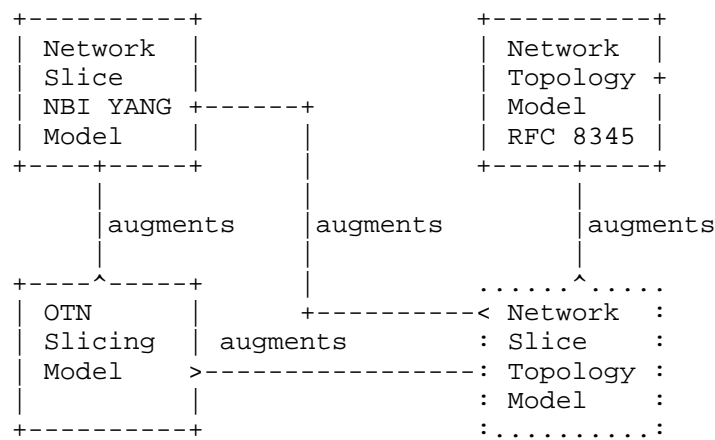 Network
Slice
NBI YANG
Model
Network
Topology
Model
RFC 8345
augments
augments
augments
OTN
Slicing
Model
augments
Network
Slice
Topology
Model